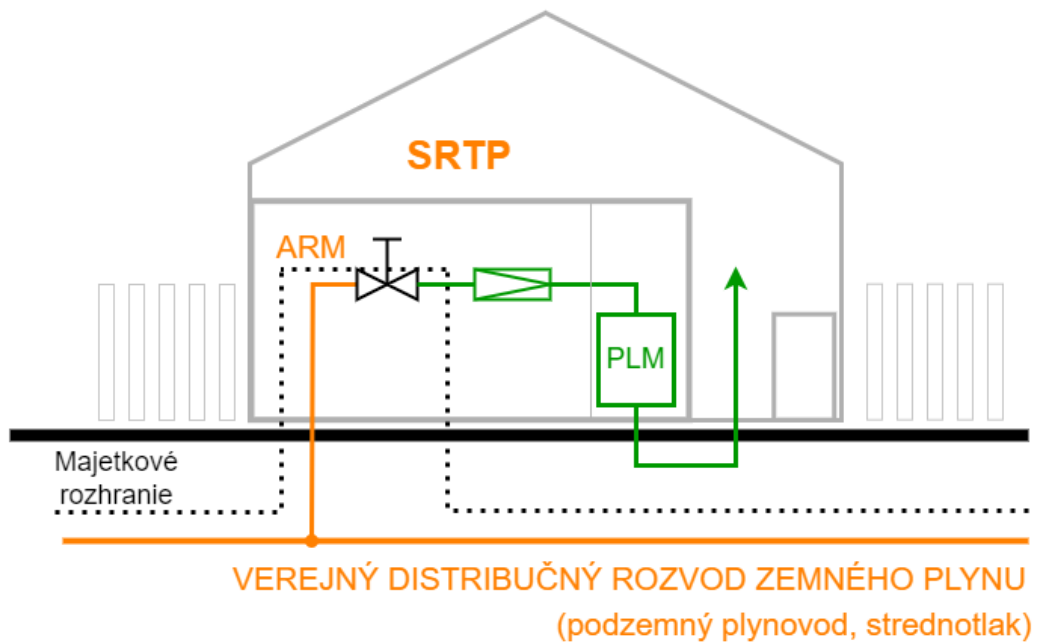 SRTP
ARM
PLM
Majetkové
rozhranie
VEREJNÝ DISTRIBUČNÝ ROZVOD ZEMNÉHO PLYNU
(podzemný plynovod, strednotlak)